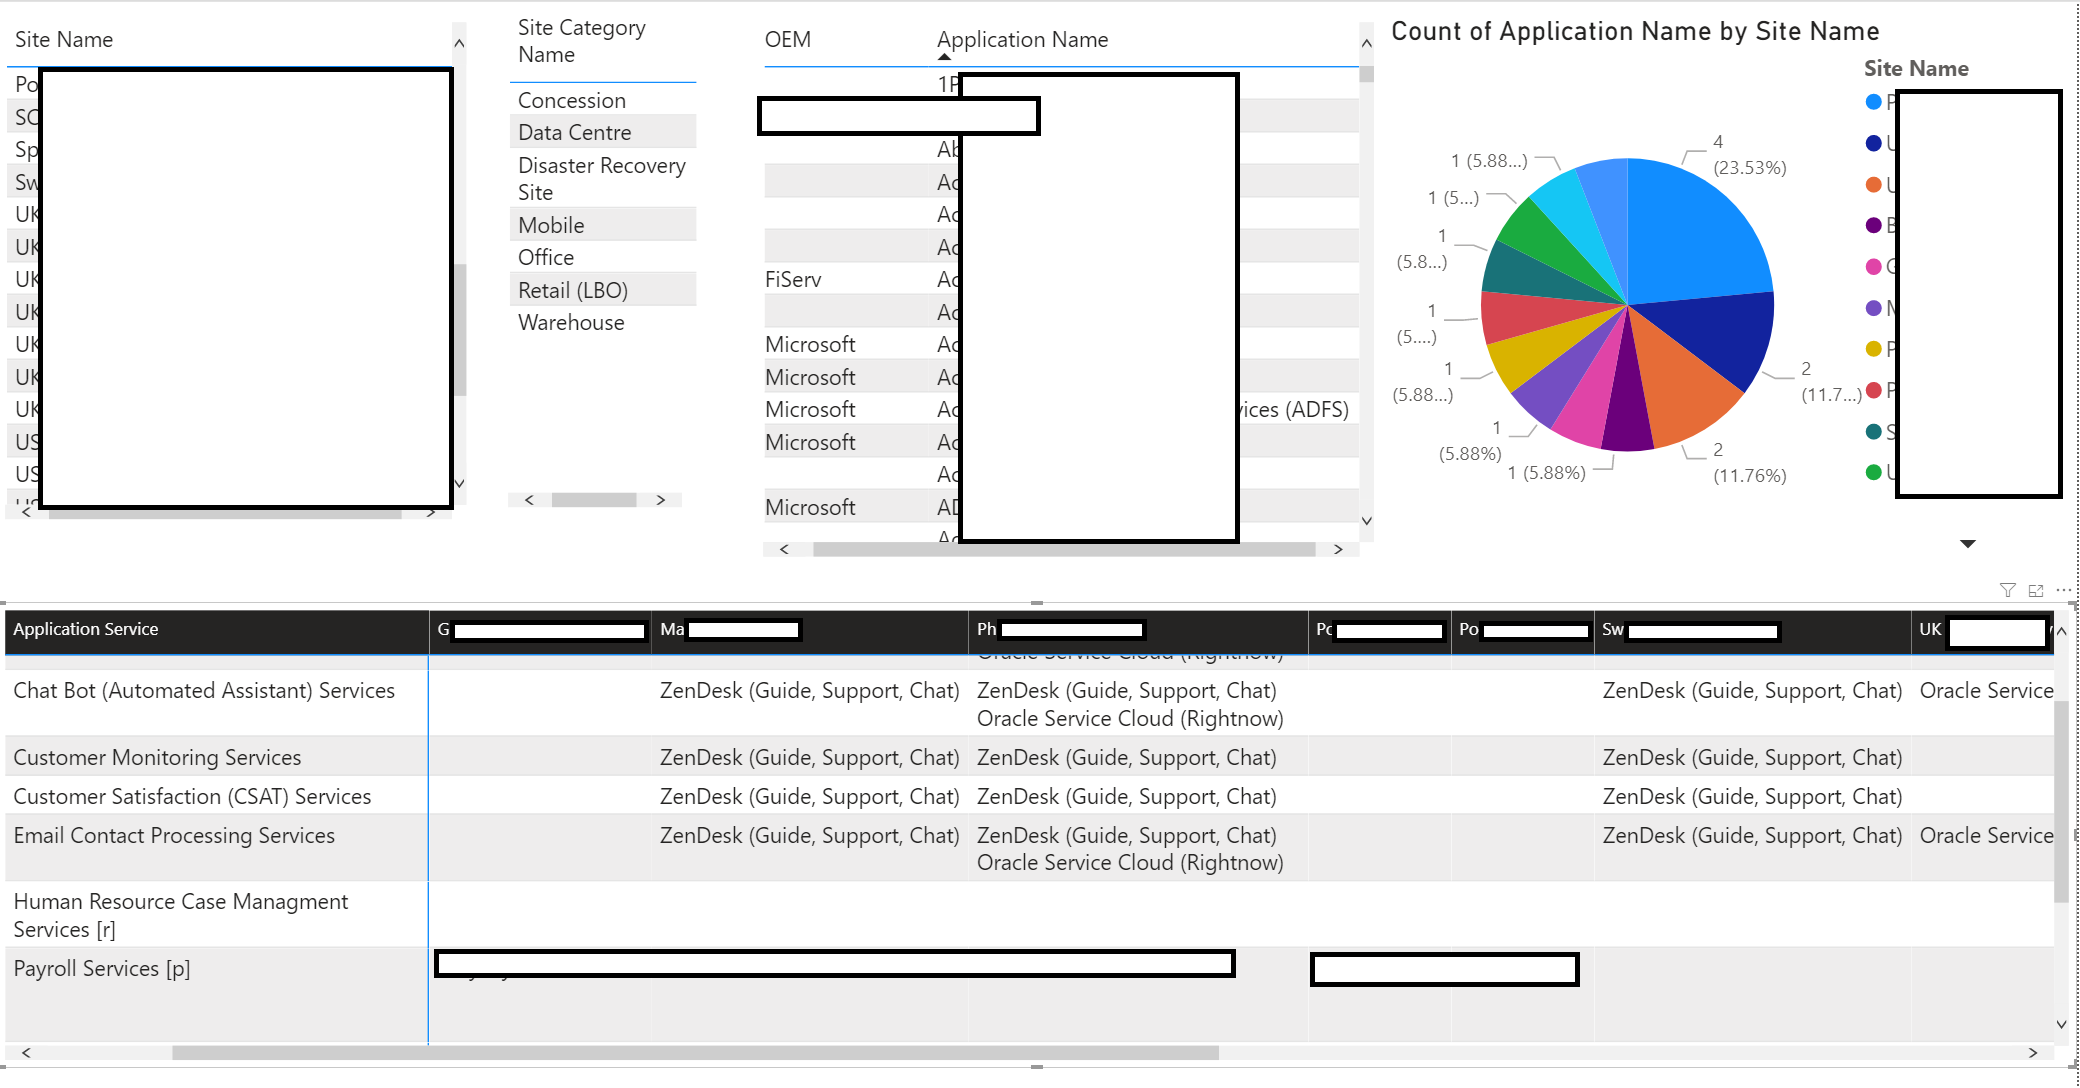 Site Name
Po
SC
Sp
Sw
UK
UK
UK
UK
UK
UK
UK
US
US
Site Category
Name
Concession
Data Centre
Disaster Recovery
Site
Mobile
Office
Retail (LBO)
Warehouse
OEM Application Name
1P
Ab
Ac
Ac
Ac
FiServ Ac
Ac
Microsoft Ac
Microsoft Ac
Microsoft Ac vices (ADFS)
Microsoft Ac
Ac
Microsoft AD
Count of Application Name by Site Name
Site Name
P
U
U
B
G
M
P
P
S
U
4
(23.53%)
2
(11.7...)
2
(11.76%)
1 (5.88%)
1
(5.88%)
1
(5.88...)
1
(5....)
1
(5.8...)
1 (5...)
1 (5.88...)
Application Service G Ma Ph Po Po Sw UK
Oracle Service Cloud (Rightnow)
Chat Bot (Automated Assistant) Services ZenDesk (Guide, Support, Chat) ZenDesk (Guide, Support, Chat) ZenDesk (Guide, Support, Chat) Oracle Service
Oracle Service Cloud (Rightnow)
Customer Monitoring Services ZenDesk (Guide, Support, Chat) ZenDesk (Guide, Support, Chat) ZenDesk (Guide, Support, Chat)
Customer Satisfaction (CSAT) Services ZenDesk (Guide, Support, Chat) ZenDesk (Guide, Support, Chat) ZenDesk (Guide, Support, Chat)
Email Contact Processing Services ZenDesk (Guide, Support, Chat) ZenDesk (Guide, Support, Chat) ZenDesk (Guide, Support, Chat) Oracle Service
Oracle Service Cloud (Rightnow)
Human Resource Case Managment
Services [r]
Payroll Services [p]